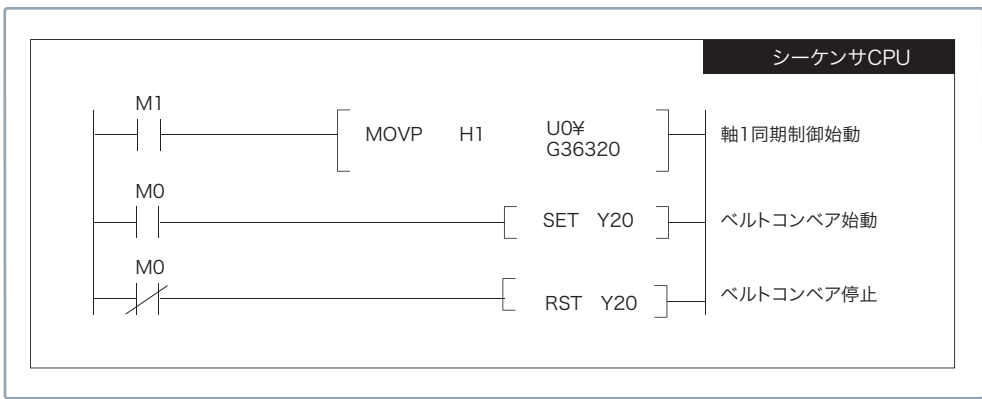 シーケンサCPU
M1
MOVP H1 U0¥
G36320
軸1同期制御始動
M0
SET Y20
ベルトコンベア始動
M0
RST Y20
ベルトコンベア停止